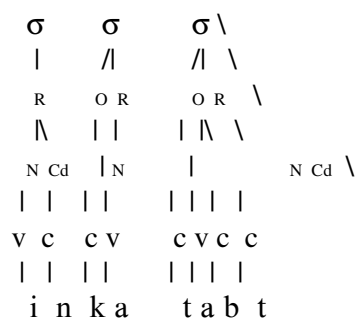 σ σ σ \
| /| /| \
R O R O R \
|\ | | | |\ \
N Cd | N | N Cd \
| | | | | | | |
v c c v c v c c
| | | | | | | |
i n k a t a b t